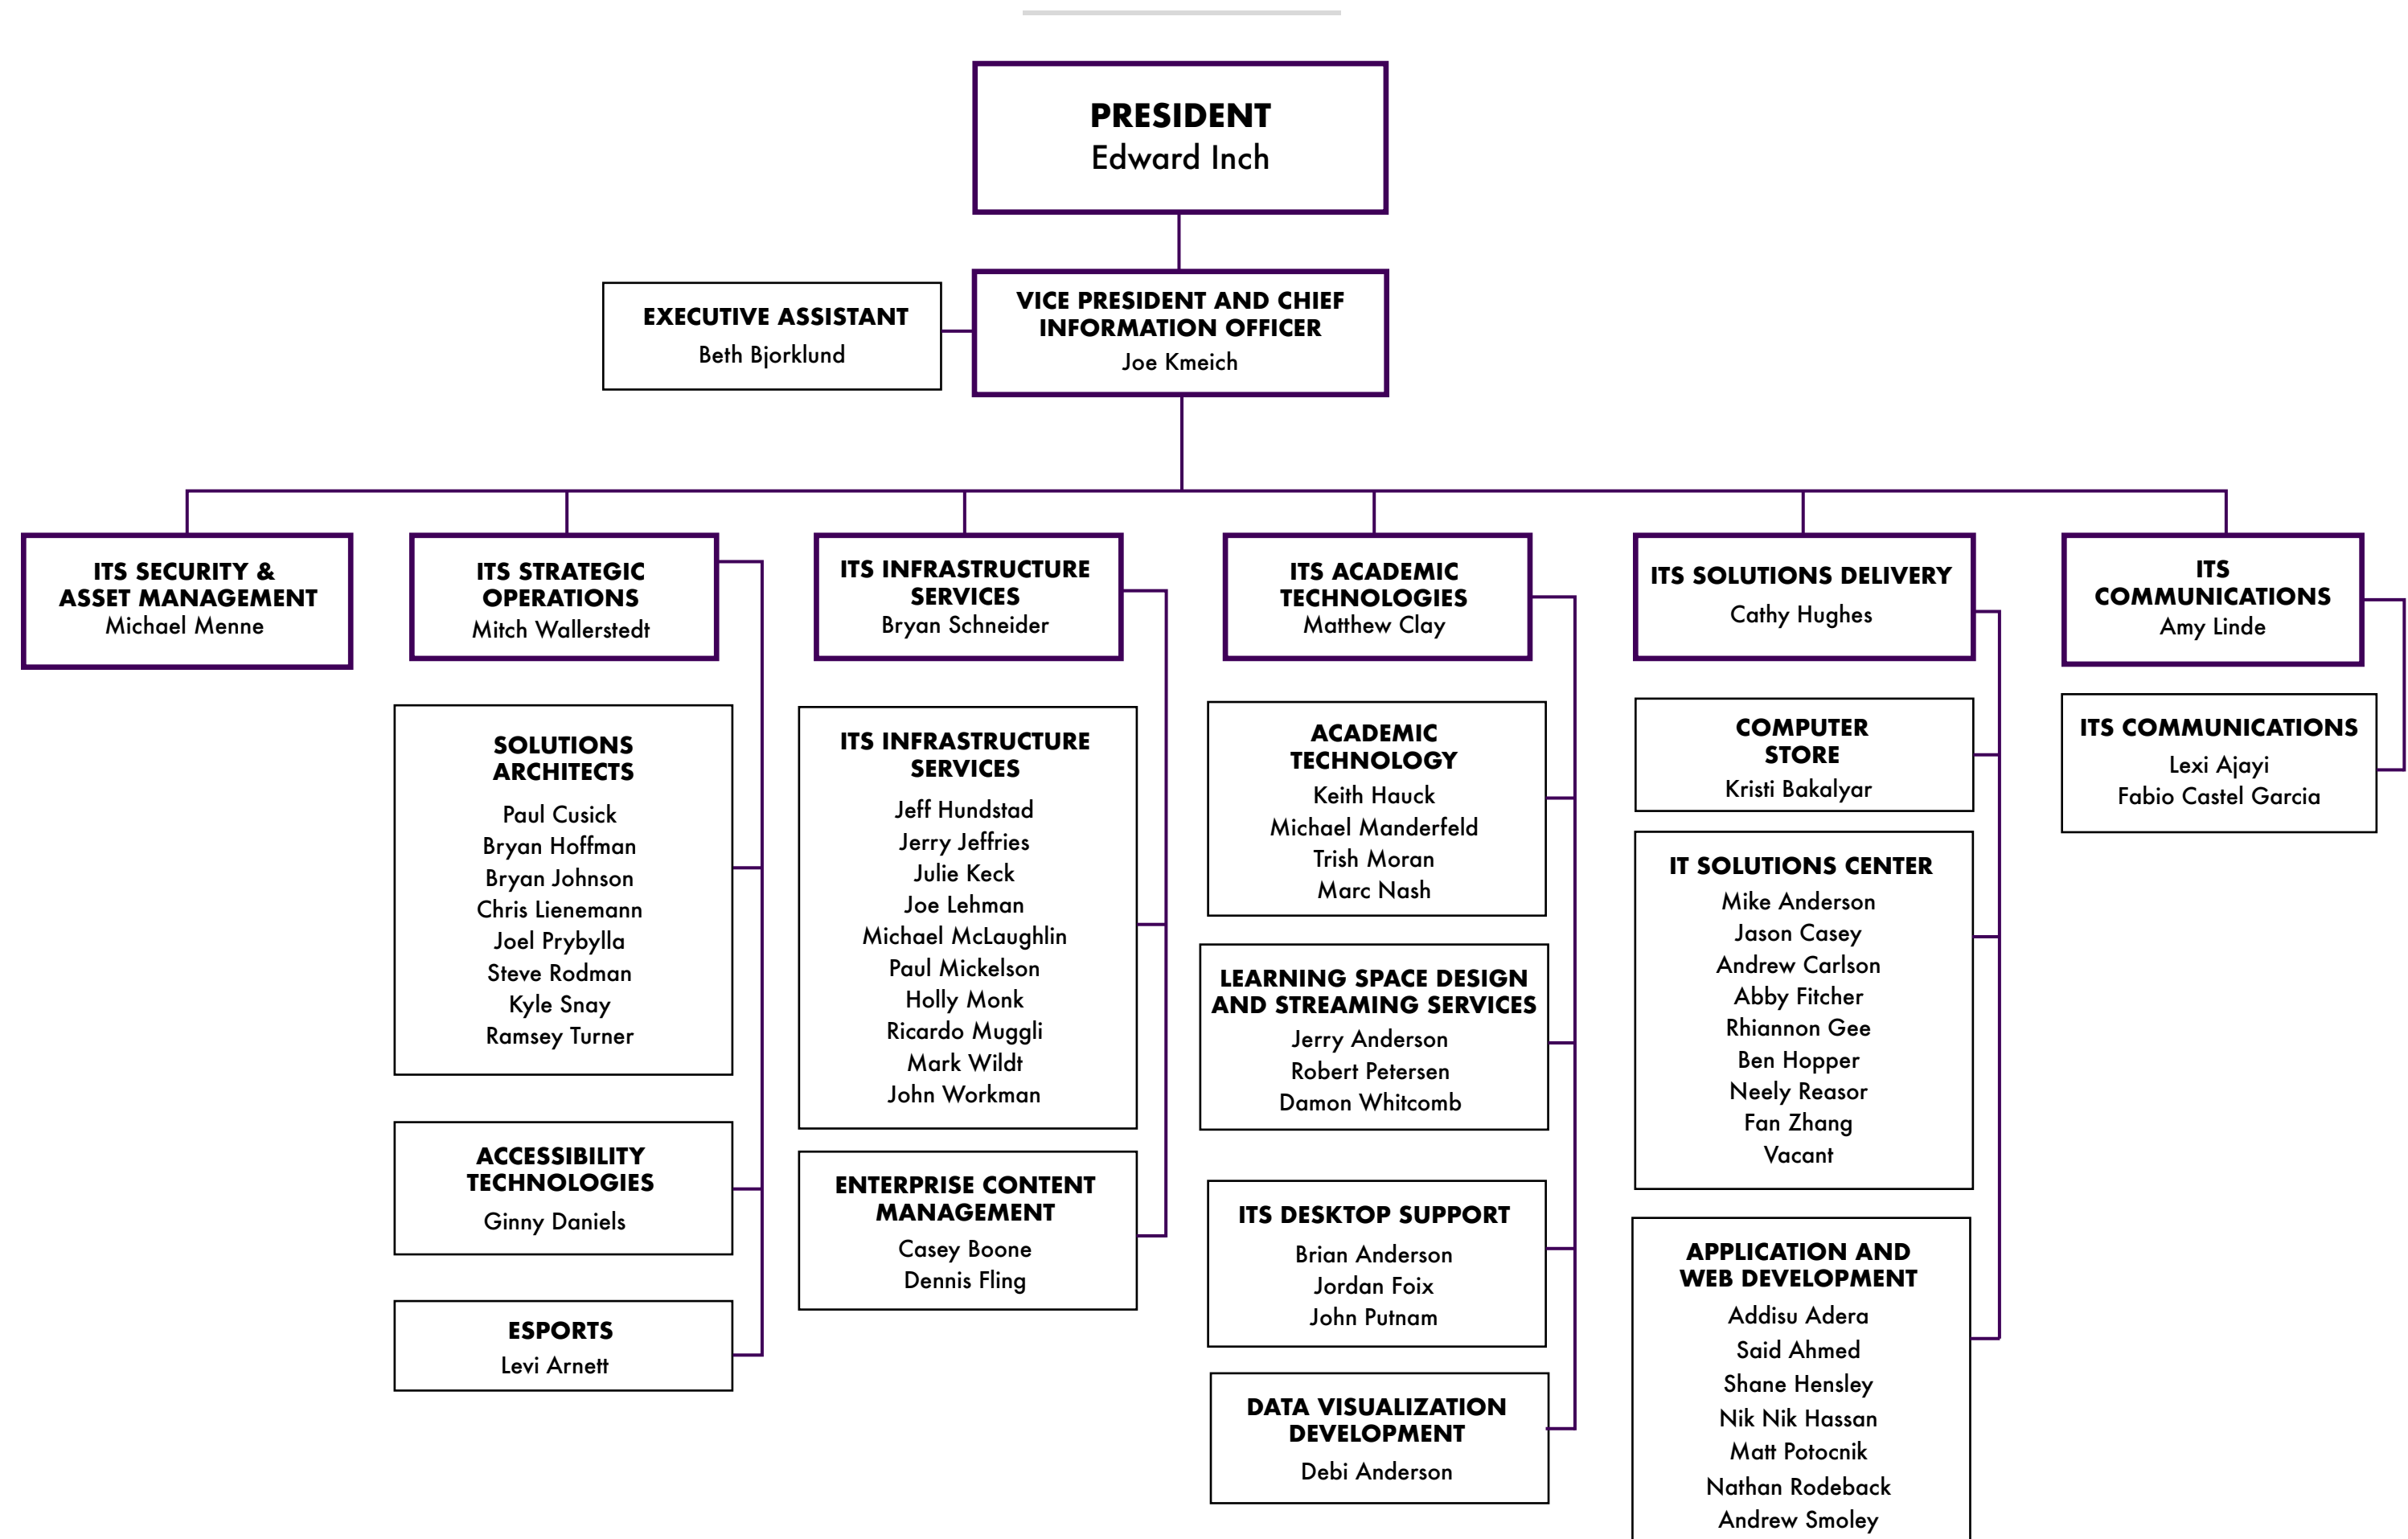 PRESIDENT
Edward Inch
EXECUTIVE ASSISTANT
Beth Bjorklund
VICE PRESIDENT AND CHIEF
INFORMATION OFFICER
Joe Kmeich
ITS SECURITY &
ASSET MANAGEMENT
Michael Menne
ITS STRATEGIC
OPERATIONS
Mitch Wallerstedt
SOLUTIONS
ARCHITECTS
Paul Cusick
Bryan Hoffman
Bryan Johnson
Chris Lienemann
Joel Prybylla
Steve Rodman
Kyle Snay
Ramsey Turner
ACCESSIBILITY
TECHNOLOGIES
Ginny Daniels
ESPORTS
Levi Arnett
ITS INFRASTRUCTURE
SERVICES
Bryan Schneider
ITS INFRASTRUCTURE
SERVICES
Jeff Hundstad
Jerry Jeffries
Julie Keck
Joe Lehman
Michael McLaughlin
Paul Mickelson
Holly Monk
Ricardo Muggli
Mark Wildt
John Workman
ENTERPRISE CONTENT
MANAGEMENT
Casey Boone
Dennis Fling
ITS ACADEMIC
TECHNOLOGIES
Matthew Clay
ACADEMIC
TECHNOLOGY
Keith Hauck
Michael Manderfeld
Trish Moran
Marc Nash
LEARNING SPACE DESIGN
AND STREAMING SERVICES
Jerry Anderson
Robert Petersen
Damon Whitcomb
ITS DESKTOP SUPPORT
Brian Anderson
Jordan Foix
John Putnam
DATA VISUALIZATION
DEVELOPMENT
Debi Anderson
ITS SOLUTIONS DELIVERY
Cathy Hughes
COMPUTER
STORE
Kristi Bakalyar
IT SOLUTIONS CENTER
Mike Anderson
Jason Casey
Andrew Carlson
Abby Fitcher
Rhiannon Gee
Ben Hopper
Neely Reasor
Fan Zhang
Vacant
APPLICATION AND
WEB DEVELOPMENT
Addisu Adera
Said Ahmed
Shane Hensley
Nik Nik Hassan
Matt Potocnik
Nathan Rodeback
Andrew Smoley
ITS
COMMUNICATIONS
Amy Linde
ITS COMMUNICATIONS
Lexi Ajayi
Fabio Castel Garcia